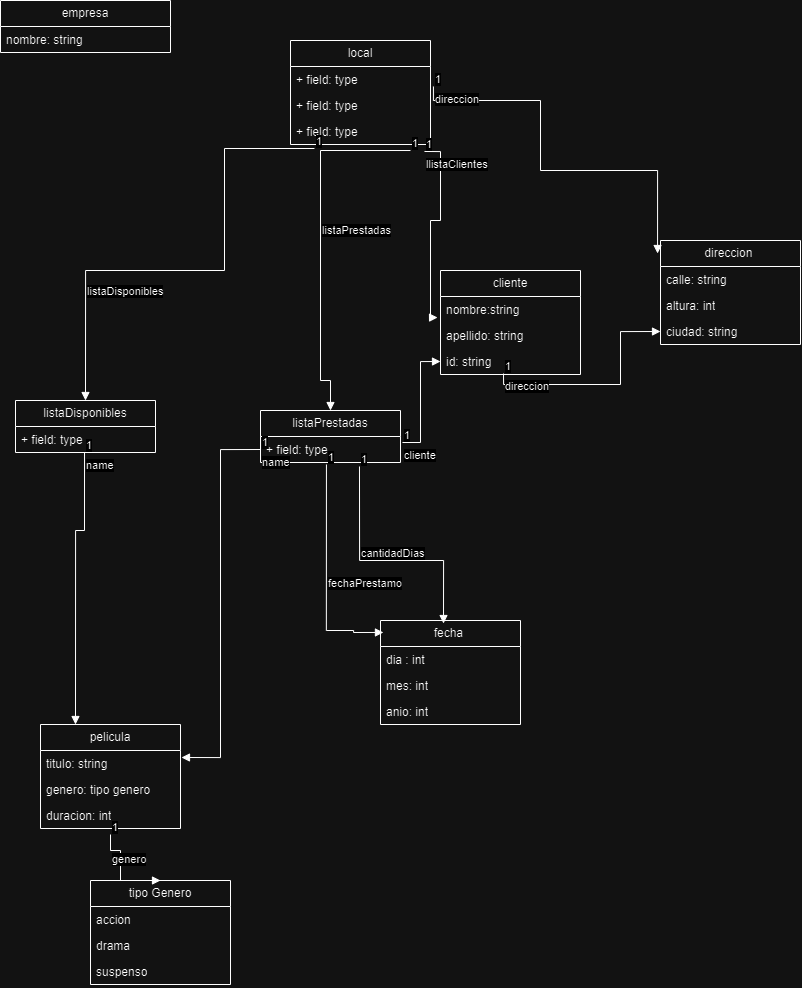 empresa
nombre: string
local
+ field: type
+ field: type
+ field: type
1
direccion
1
1
1
llistaClientes
listaPrestadas
listaDisponibles
direccion
calle: string
altura: int
ciudad: string
cliente
nombre:string
apellido: string
id: string
1
direccion
listaDisponibles
+ field: type
1
name
listaPrestadas
+ field: type
1
name
1
1
1
cliente
cantidadDias
fechaPrestamo
fecha
dia : int
mes: int
anio: int
pelicula
titulo: string
genero: tipo genero
duracion: int
1
genero
tipo Genero
accion
drama
suspenso